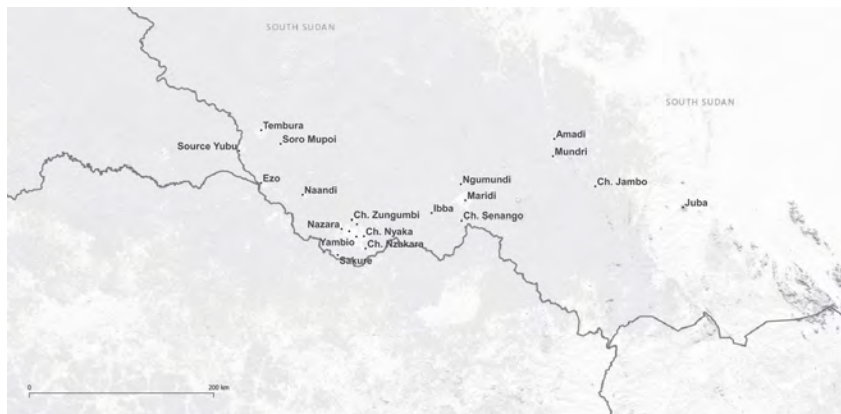 SOUTH SUDAN
SOUTH SUDAN
Tembura
Soro Mupoi
Amadi
Source Yubu
Mundri
Ezo
Ngumundi
Ch. Jambo
Naandi
Maridi
Ibba
Juba
Ch. Zungumbi
Ch. Senango
Nazara
Ch. Nyaka
Yambio
Ch. Nzakara
Sakure
0
200 km